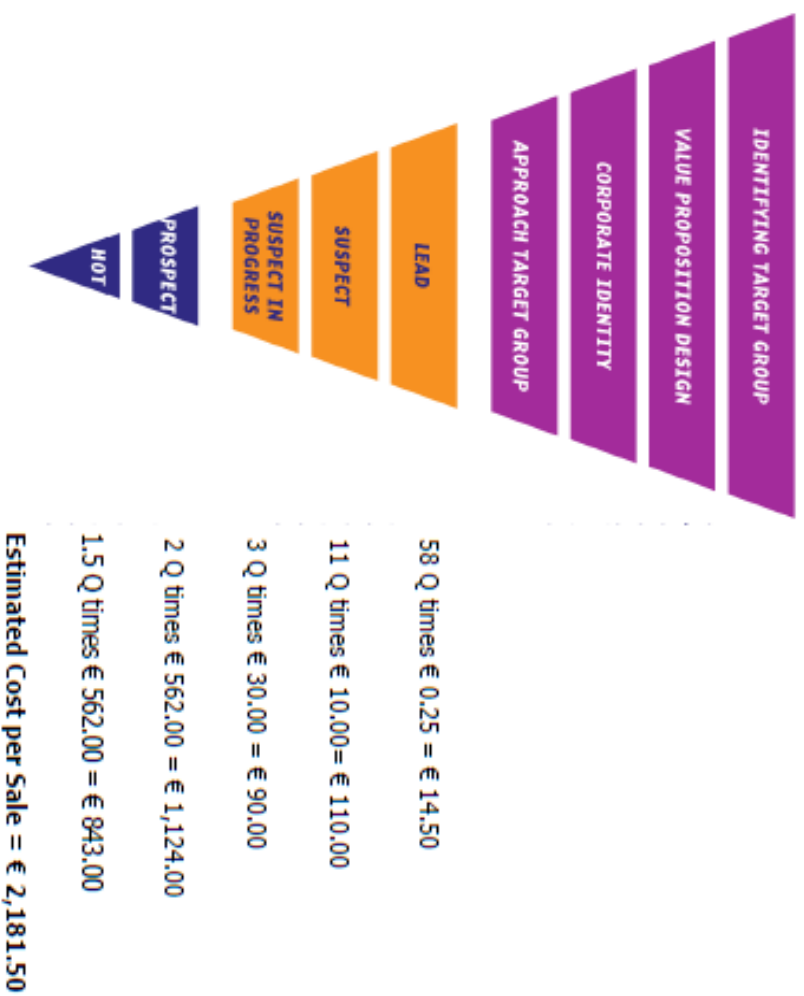 IDENTIFYING TARGET GROUP
VALUE PROPOSITION DESIGN
CORPORATE IDENTITY
APPROACH TARGET GROUP
LEAD
58 Q times € 0.25 = € 14.50
SUSPECT
11 Q times € 10.00= € 110.00
SUSPECT IN
PROGRESS
3 Q times € 30.00 = € 90.00
PROSPECT
2 Q times € 562.00 = € 1,124.00
HOT
1.5 Q times € 562.00 = € 843.00
Estimated Cost per Sale = € 2,181.50